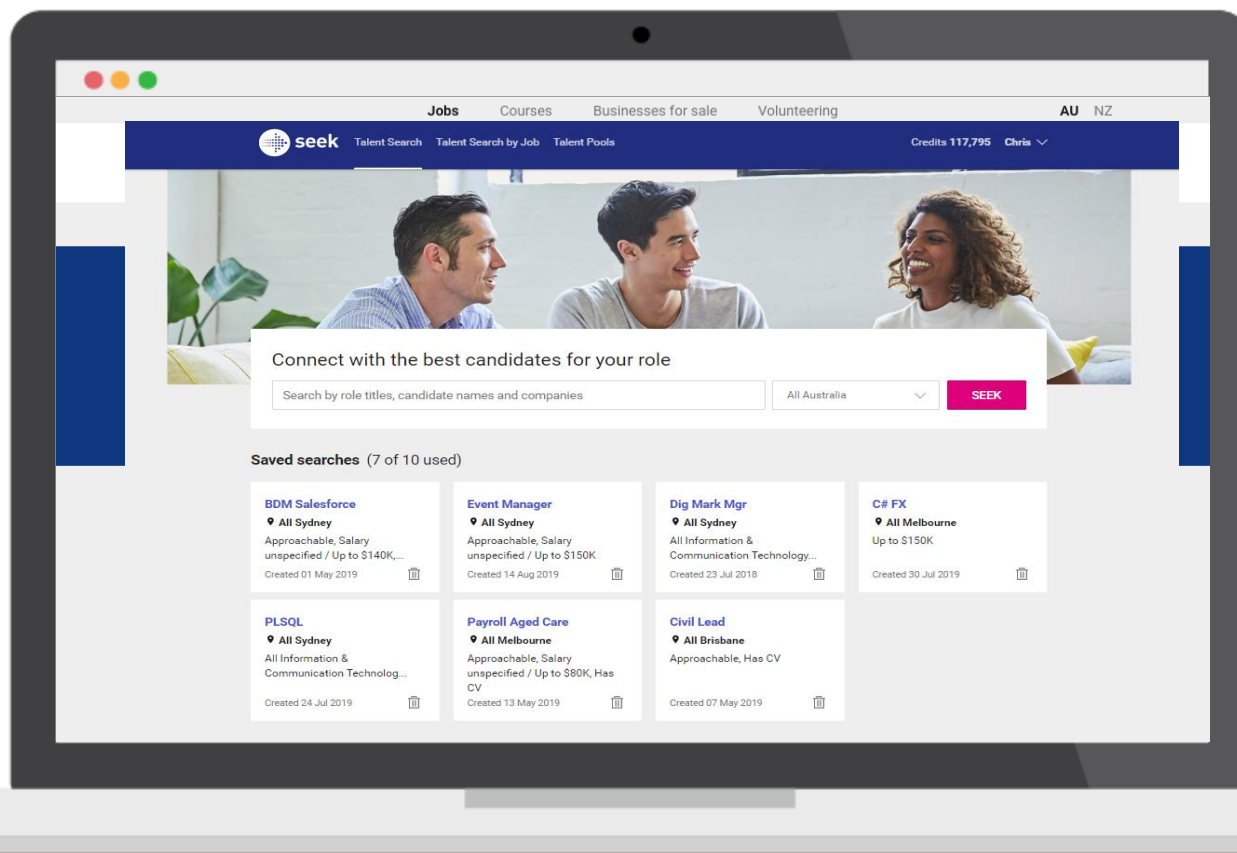 Jobs Courses Businesses for sale Volunteering AU NZ
seek Talent Search Talent Search by Job Talent Pools Credits 117,795 Chris
Connect with the best candidates for your role
Search by role titles, candidate names and companies All Australia SEEK
Saved searches (7 of 10 used)
BDM Salesforce
All Sydney
Approachable, Salary
unspecified / Up to $140K,...
Created 01 May 2019
Event Manager
All Sydney
Approachable, Salary
unspecified / Up to $150K
Created 14 Aug 2019
Dig Mark Mgr
All Sydney
All Information &
Communication Technology...
Created 23 Jul 2018
C# FX
All Melbourne
Up to $150K
Created 30 Jul 2019
PLSQL
All Sydney
All Information &
Communication Technolog...
Created 24 Jul 2019
Payroll Aged Care
All Melbourne
Approachable, Salary
unspecified / Up to $80K, Has
CV
Created 13 May 2019
Civil Lead
All Brisbane
Approachable, Has CV
Created 07 May 2019